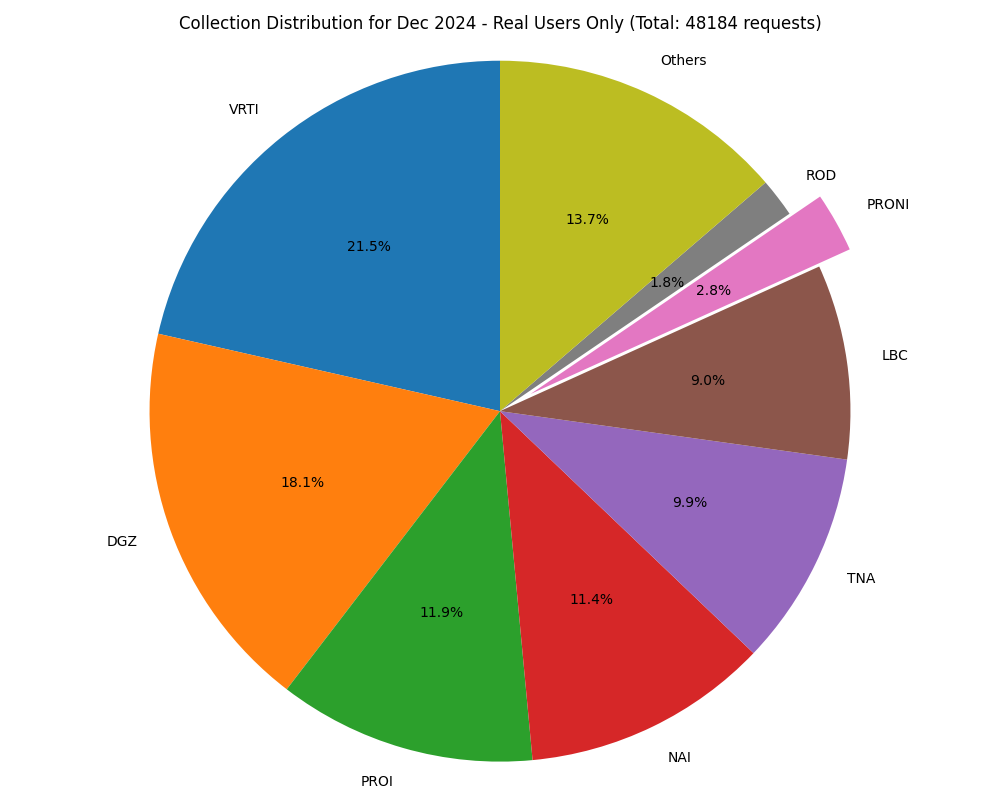 Collection Distribution for Dec 2024 - Real Users Only (Total: 48184 requests)
Others
VRTI
ROD
PRONI
13.7%
21.5%
1.8%
2.8%
LBC
9.0%
18.1%
9.9%
DGZ
TNA
11.4%
11.9%
NAI
PROI